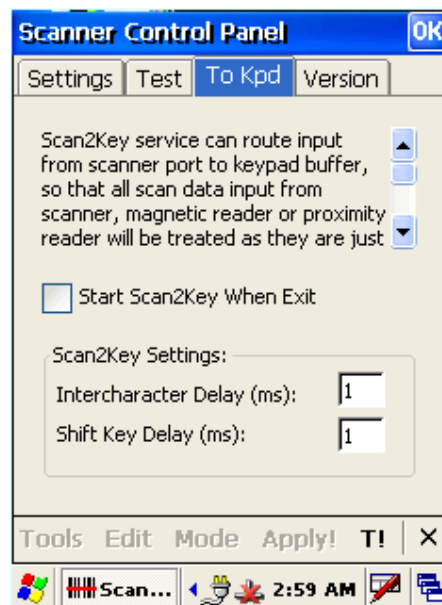 Scanner Control Panel OK
Settings Test To Kpd Version
Scan2Key service can route input
from scanner port to keypad buffer,
so that all scan data input from
scanner, magnetic reader or proximity
reader will be treated as they are just
Start Scan2Key When Exit
Scan2Key Settings:
Intercharacter Delay (ms): 1
Shift Key Delay (ms): 1
Tools Edit Mode Apply! T! ×
Scan... 2:59 AM